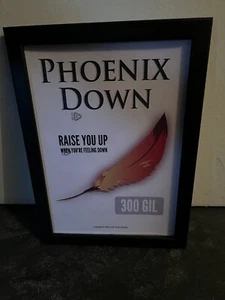 PHOENIX
DOWN
RAISE YOU UP
WHEN YOU'RE FEELING DOWN
300 GIL